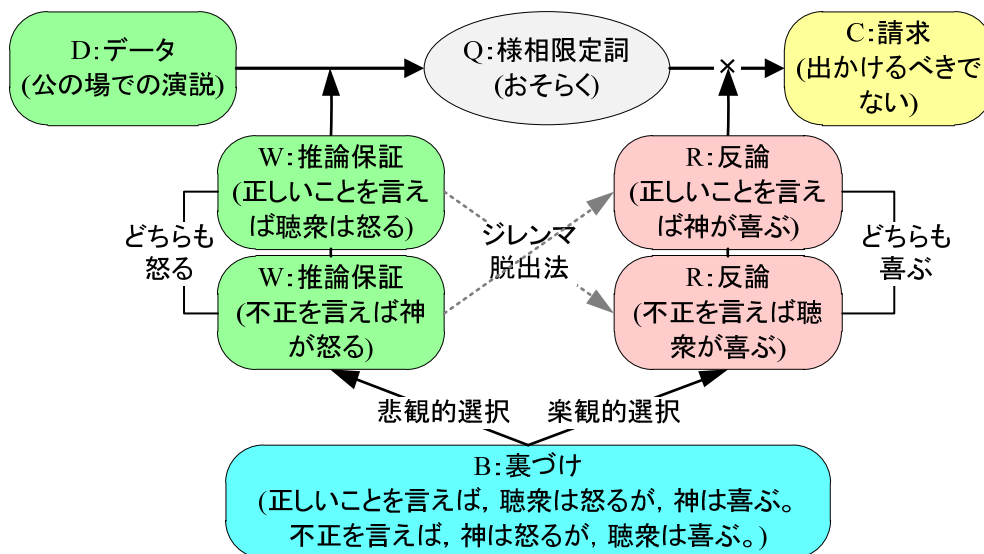 D:データ
(公の場での演説)
Q:様相限定詞
(おそらく)
×
C:請求
(出かけるべきで
ない)
W:推論保証
(正しいことを言え
ば聴衆は怒る)
R:反論
(正しいことを言え
ば神が喜ぶ)
どちらも
怒る
ジレンマ
脱出法
どちらも
喜ぶ
W:推論保証
(不正を言えば神
が怒る)
R:反論
(不正を言えば聴
衆が喜ぶ)
悲観的選択
楽観的選択
B:裏づけ
(正しいことを言えば, 聴衆は怒るが, 神は喜ぶ。
不正を言えば, 神は怒るが, 聴衆は喜ぶ。)